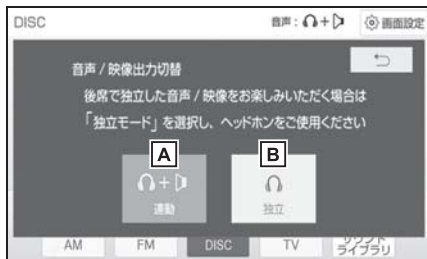 DISC 音声: 画面設定
音声 / 映像出力切替
後席で独立した音声 / 映像をお楽しみいただく場合は
「独立モード」を選択し、ヘッドホンをご使用ください
A B
連動 独立
AM FM DISC TV サウンド
ライブラリ